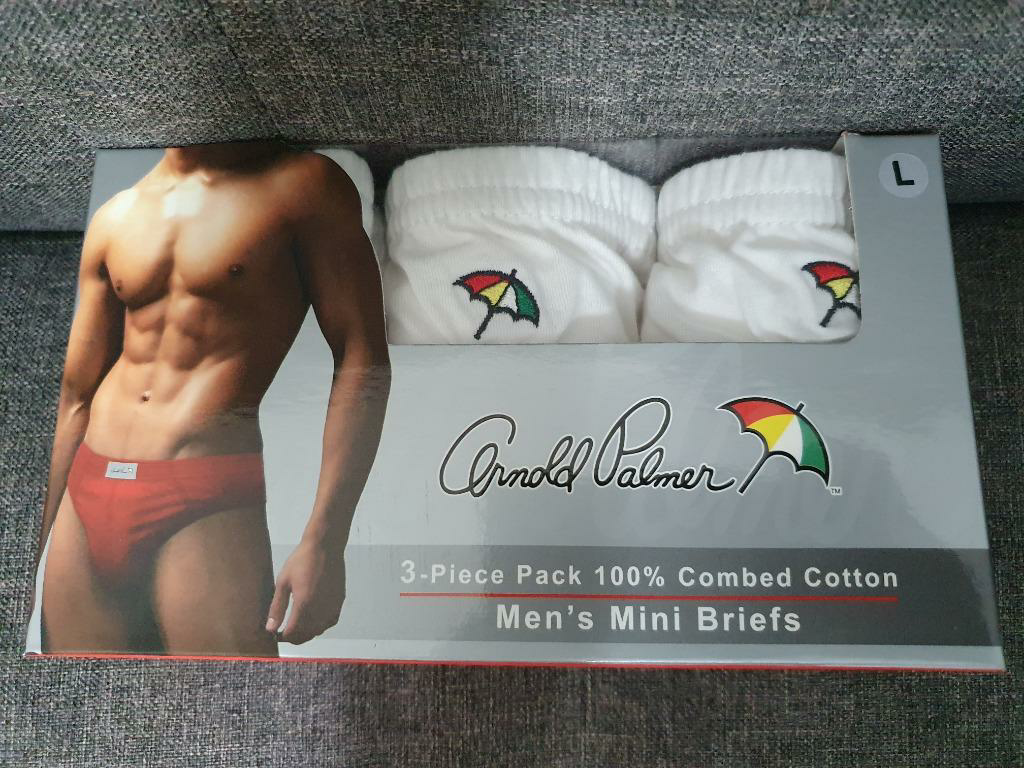 L
Arnold Palmer
TM
3-Piece Pack 100% Combed Cotton
Men's Mini Briefs